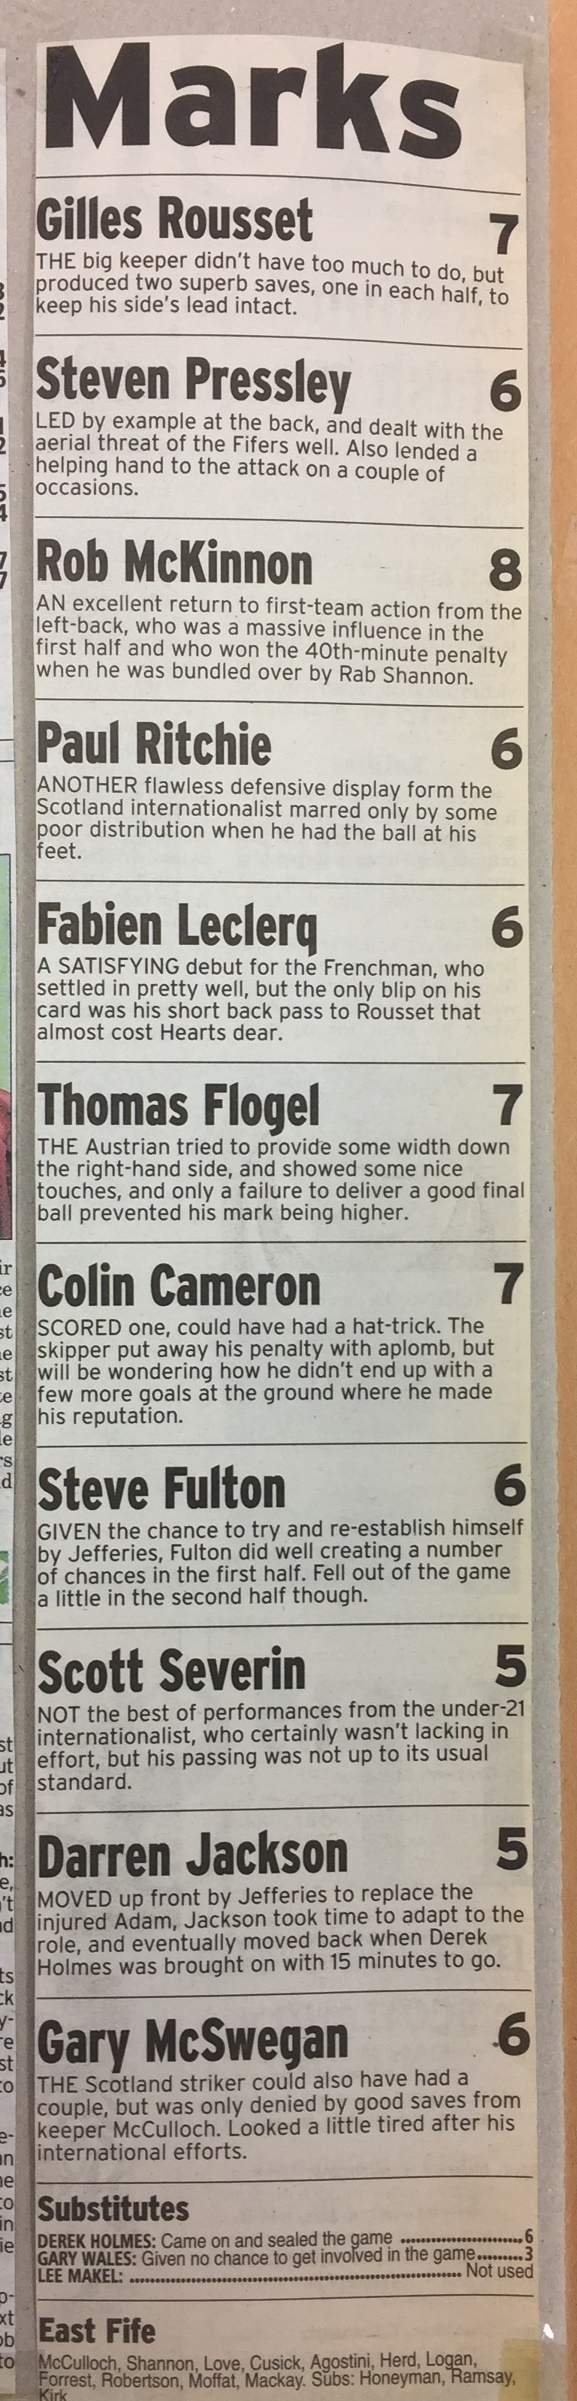 Marks
Gilles Rousset 7
THE big keeper didn't have too much to do, but
produced two superb saves, one in each half, to
keep his side's lead intact.
Steven Pressley 6
LED by example at the back, and dealt with the
aerial threat of the Fifers well. Also lended a
helping hand to the attack on a couple of
occasions.
Rob McKinnon 8
AN excellent return to first-team action from the
left-back, who was a massive influence in the
first half and who won the 40th-minute penalty
when he was bundled over by Rab Shannon.
Paul Ritchie 6
ANOTHER flawless defensive display form the
Scotland internationalist marred only by some
poor distribution when he had the ball at his
feet.
Fabien Leclerq 6
A SATISFYING debut for the Frenchman, who
settled in pretty well, but the only blip on his
card was his short back pass to Rousset that
almost cost Hearts dear.
Thomas Flogel 7
THE Austrian tried to provide some width down
the right-hand side, and showed some nice
touches, and only a failure to deliver a good final
ball prevented his mark being higher.
Colin Cameron 7
SCORED one, could have had a hat-trick. The
skipper put away his penalty with aplomb, but
will be wondering how he didn't end up with a
few more goals at the ground where he made
his reputation.
Steve Fulton 6
GIVEN the chance to try and re-establish himself
by Jefferies, Fulton did well creating a number
of chances in the first half. Fell out of the game
a little in the second half though.
Scott Severin 5
NOT the best of performances from the under-21
internationalist, who certainly wasn't lacking in
effort, but his passing was not up to its usual
standard.
Darren Jackson 5
MOVED up front by Jefferies to replace the
injured Adam, Jackson took time to adapt to the
role, and eventually moved back when Derek
Holmes was brought on with 15 minutes to go.
Gary McSwegan 6
THE Scotland striker could also have had a
couple, but was only denied by good saves from
keeper McCulloch. Looked a little tired after his
international efforts.
Substitutes
DEREK HOLMES: Came on and sealed the game ........................6
GARY WALES: Given no chance to get involved in the game.........3
LEE MAKEL: ................................................................ Not used
East Fife
McCulloch, Shannon, Love, Cusick, Agostini, Herd, Logan,
Forrest, Robertson, Moffat, Mackay. Subs: Honeyman, Ramsay,
Kirk